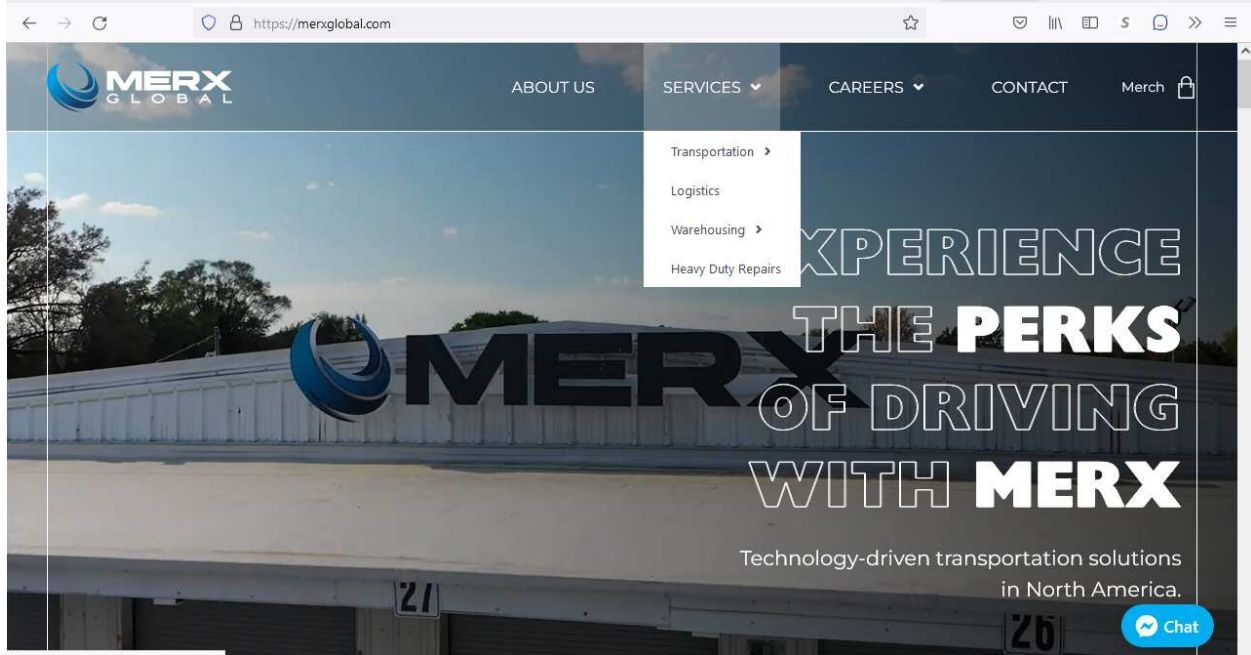 https://merxglobal.com
S
MERX
GLOBAL
ABOUT US
SERVICES
CAREERS
CONTACT
Merch
Transportation
Logistics
Warehousing
Heavy Duty Repairs
XPERIENCE
THE PERKS
OF DRIVING
WITH MERX
MERX
Technology-driven transportation solutions
in North America.
27
26
Chat